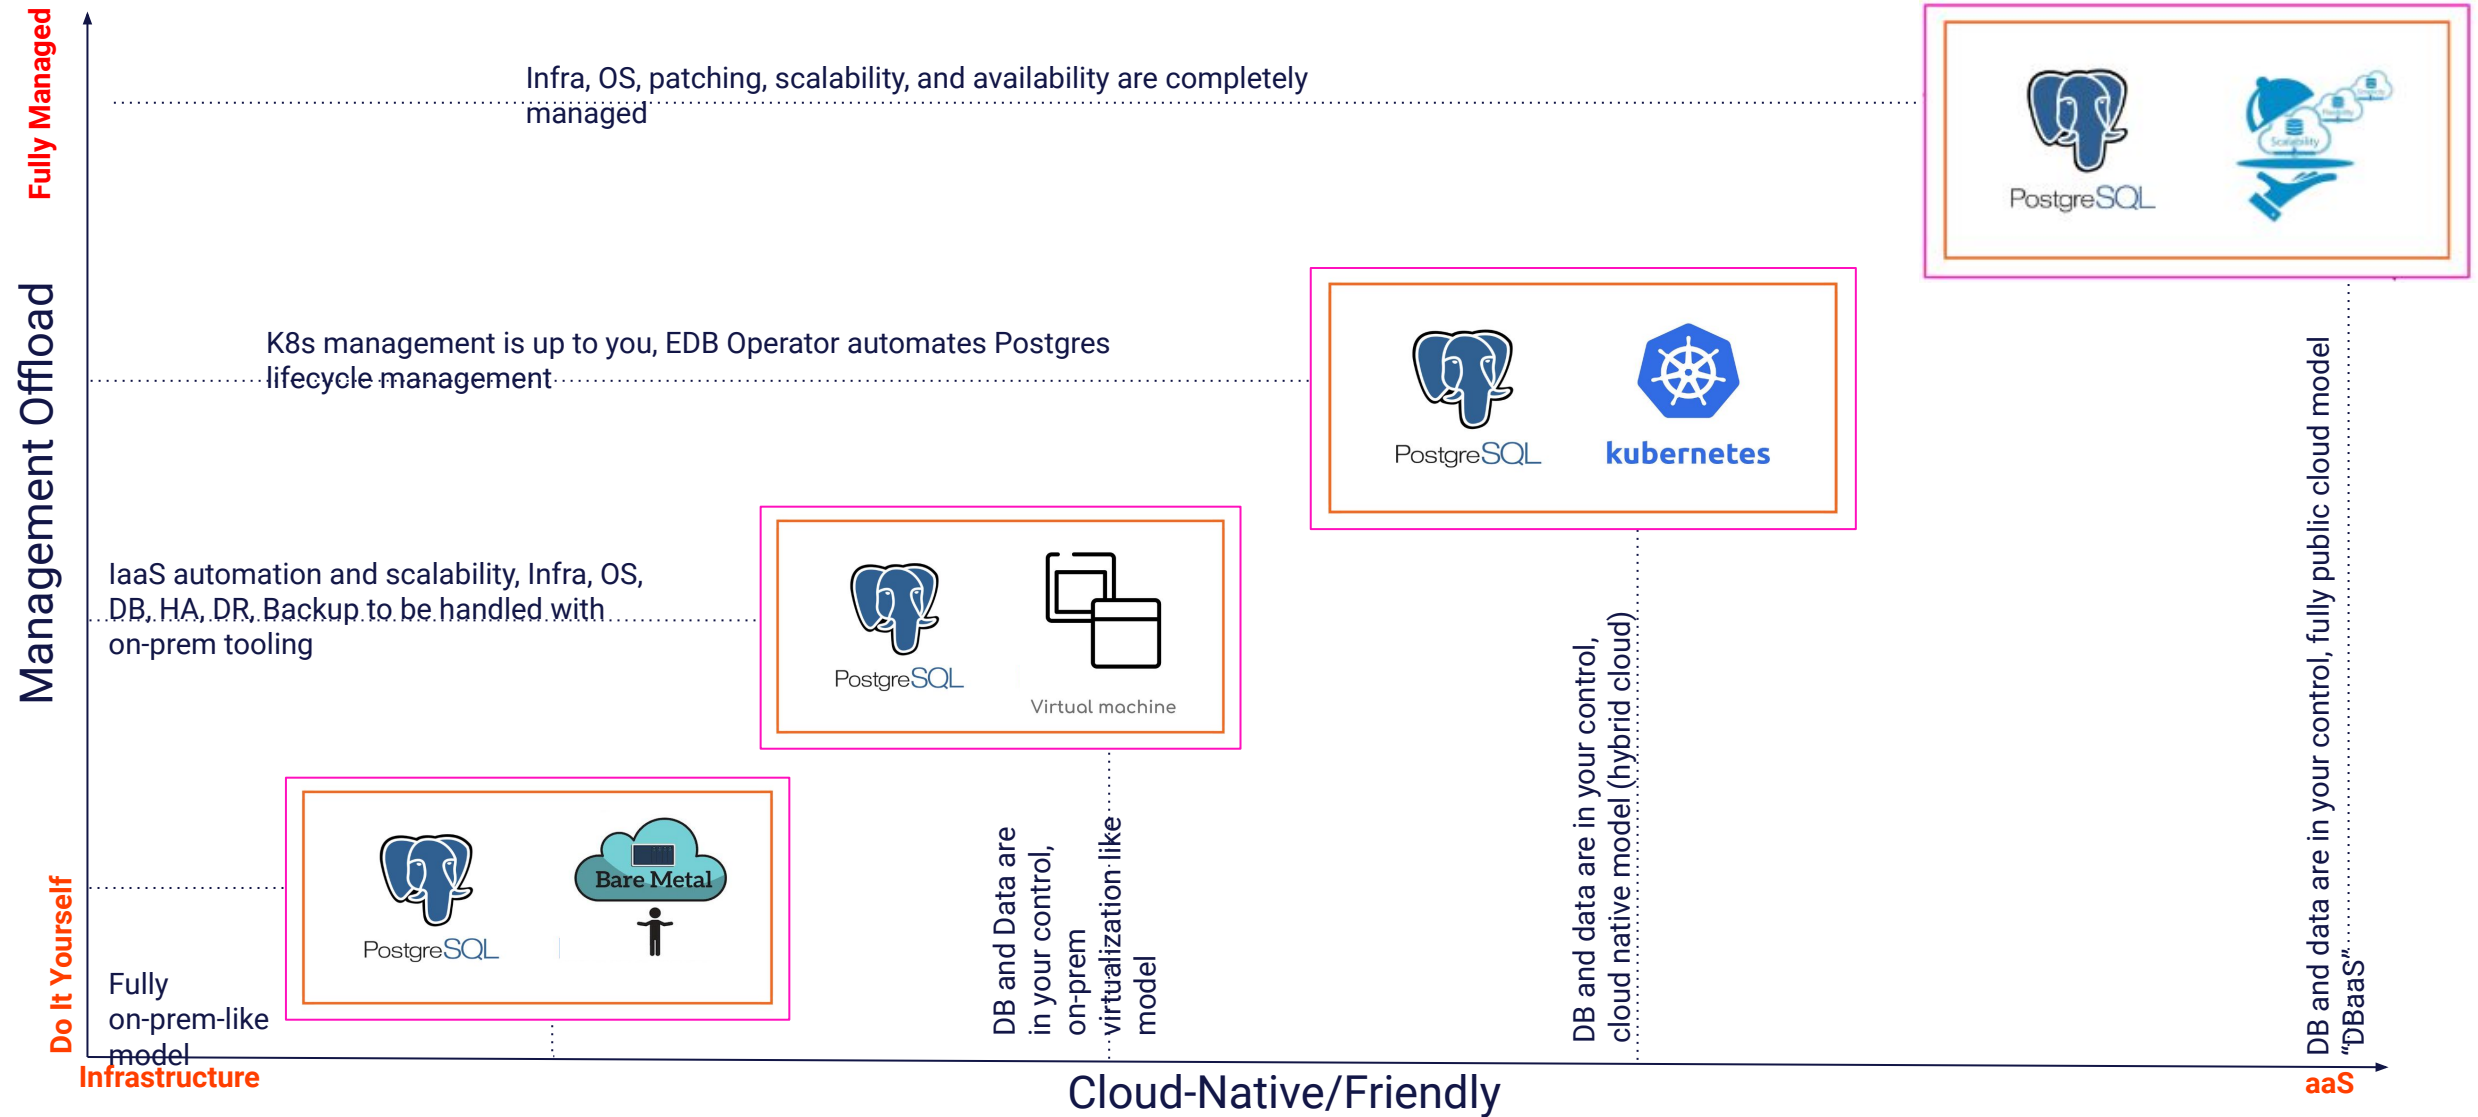 Fully Managed
Management Offload
Do It Yourself
Infra, OS, patching, scalability, and availability are completely
managed
PostgreSQL
Scalability
K8s management is up to you, EDB Operator automates Postgres
lifecycle management
PostgreSQL
kubernetes
IaaS automation and scalability, Infra, OS,
DB, HA, DR, Backup to be handled with
on-prem tooling
PostgreSQL
Virtual machine
PostgreSQL
Bare Metal
Fully
on-prem-like
model
DB and Data are
in your control,
on-prem
virtualization like
model
DB and data are in your control,
cloud native model (hybrid cloud)
DB and data are in your control, fully public cloud model
“DBaaS”
Infrastructure
Cloud-Native/Friendly
aaS